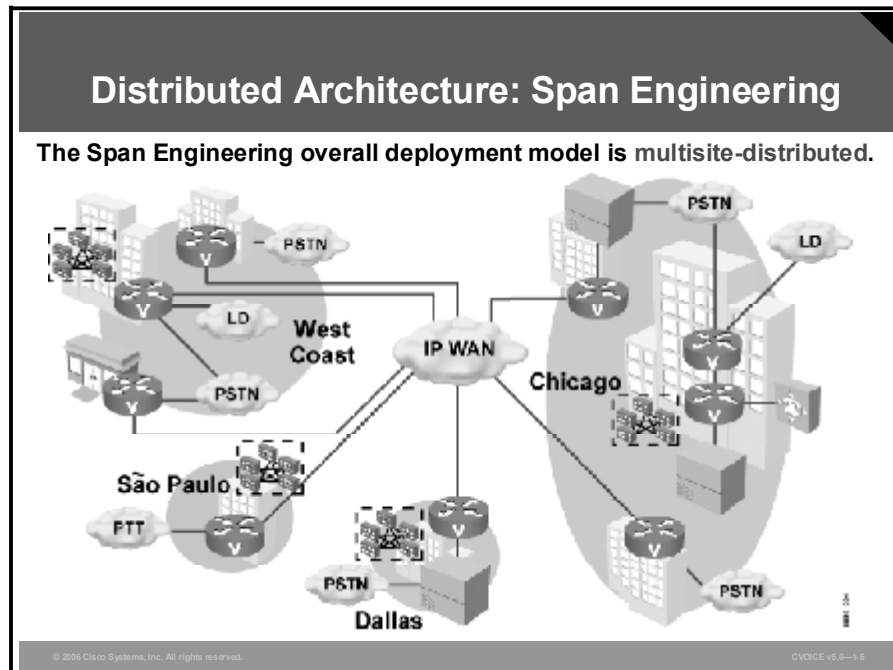 Distributed Architecture: Span Engineering
The Span Engineering overall deployment model is multisite-distributed.
PSTN
V
LD
V
West
Coast
PSTN
V
IP WAN
PSTN
LD
V
V
V
Chicago
V
PSTN
São Paulo
PTT
V
V
PSTN
Dallas
© 2006 Cisco Systems, Inc. All rights reserved.
CVOICE v5.0—1-5